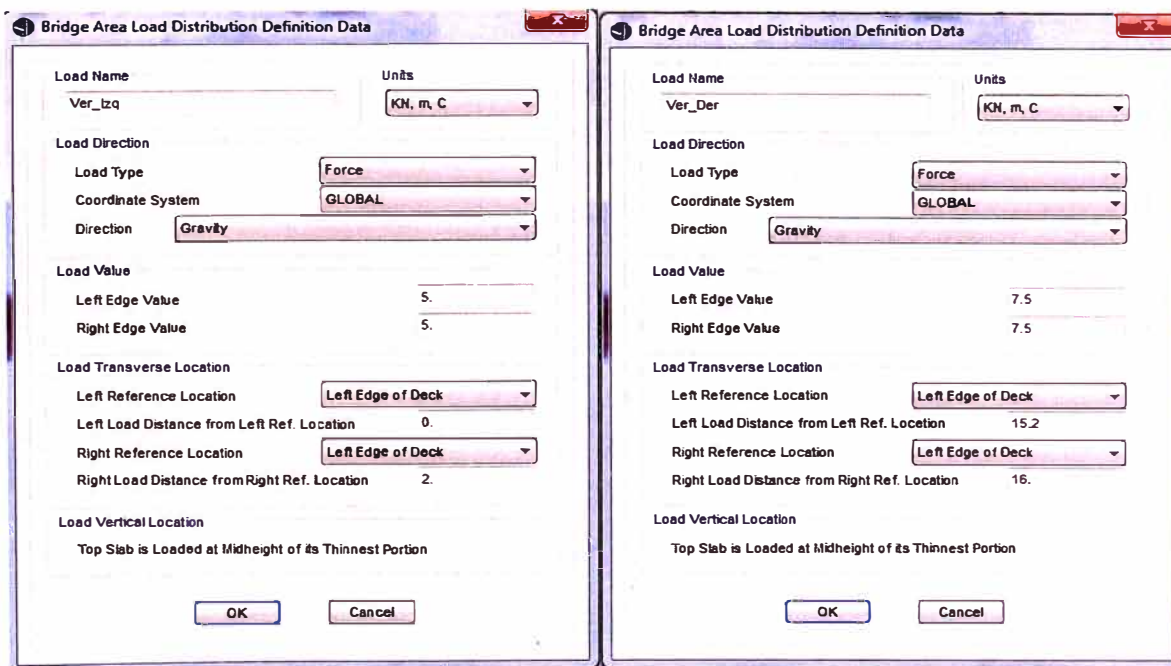 Bridge Area Load Distribution Definition Data
Load Name
Units
Ver_Izq
KN, m, C
Load Direction
Load Type
Force
Coordinate System
GLOBAL
Direction
Gravity
Load Value
Left Edge Value
5.
Right Edge Value
5.
Load Transverse Location
Left Reference Location
Left Edge of Deck
Left Load Distance from Left Ref. Location
0.
Right Reference Location
Left Edge of Deck
Right Load Distance from Right Ref. Location
2.
Load Vertical Location
Top Slab is Loaded at Midheight of its Thinnest Portion
OK
Cancel
Bridge Area Load Distribution Definition Data
Load Name
Units
Ver_Der
KN, m, C
Load Direction
Load Type
Force
Coordinate System
GLOBAL
Direction
Gravity
Load Value
Left Edge Value
7.5
Right Edge Value
7.5
Load Transverse Location
Left Reference Location
Left Edge of Deck
Left Load Distance from Left Ref. Location
15.2
Right Reference Location
Left Edge of Deck
Right Load Distance from Right Ref. Location
16.
Load Vertical Location
Top Slab is Loaded at Midheight of its Thinnest Portion
OK
Cancel